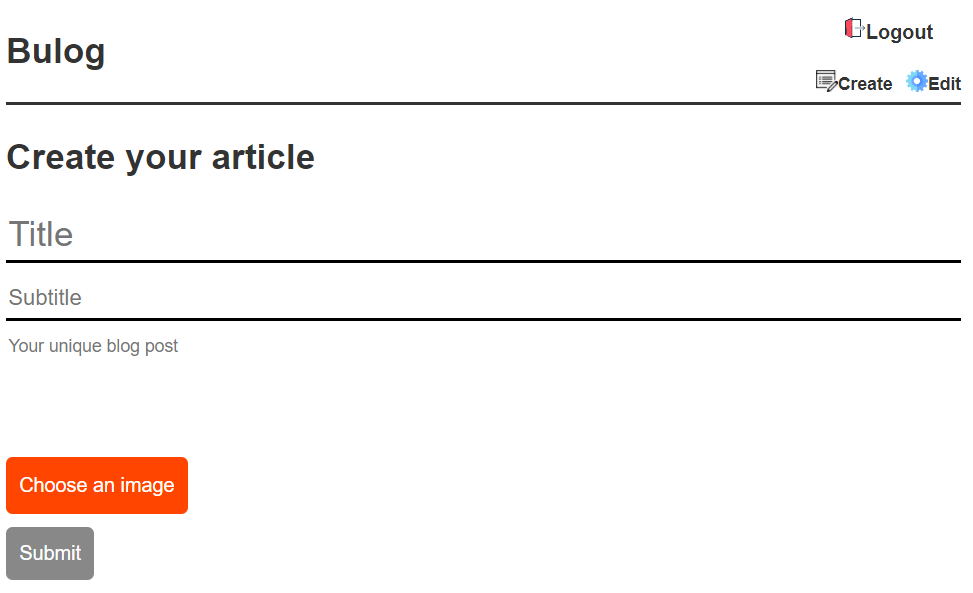 Bulog
Logout
Create Edit
Create your article
Title
Subtitle
Your unique blog post
Choose an image
Submit